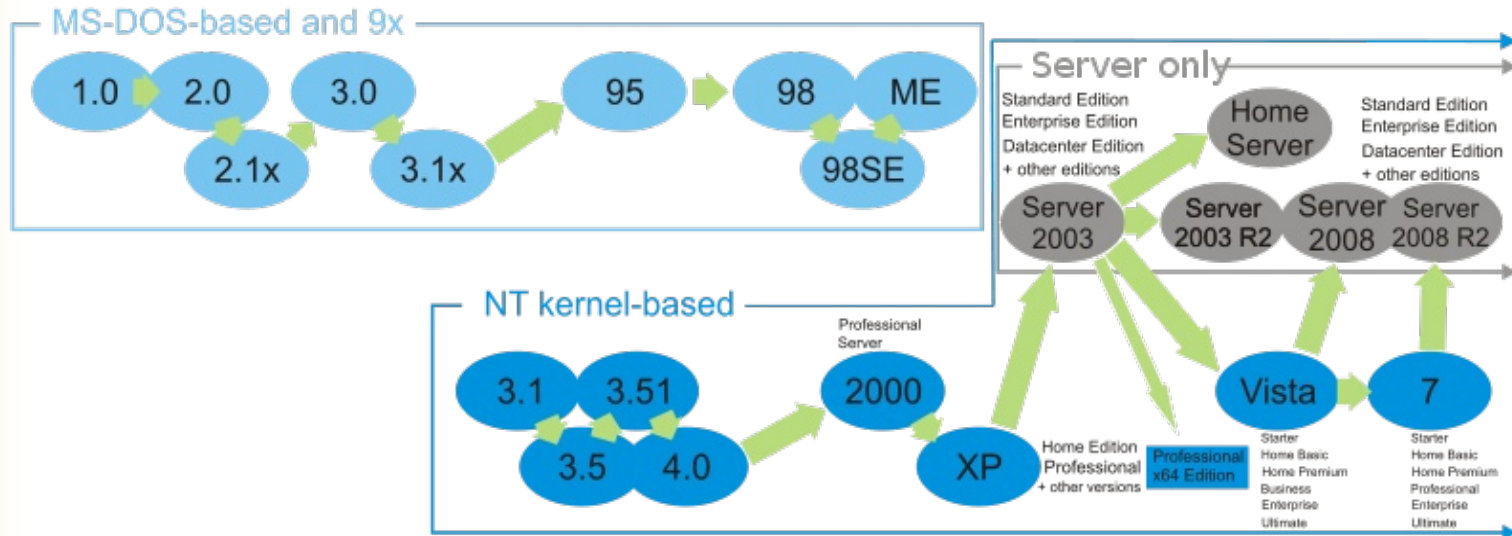 MS-DOS-based and 9x
1.0
2.0
3.0
95
98
ME
2.1x
3.1x
98SE
Server only
Standard Edition
Enterprise Edition
Datacenter Edition
+ other editions
Home
Server
Standard Edition
Enterprise Edition
Datacenter Edition
+ other editions
Server
2003
Server
2003 R2
Server
2008
Server
2008 R2
NT kernel-based
Professional
Server
3.1
3.51
2000
Vista
7
3.5
4.0
XP
Home Edition
Professional
+ other versions
Professional
x64 Edition
Starter
Home Basic
Home Premium
Business
Enterprise
Ultimate
Starter
Home Basic
Home Premium
Professional
Enterprise
Ultimate